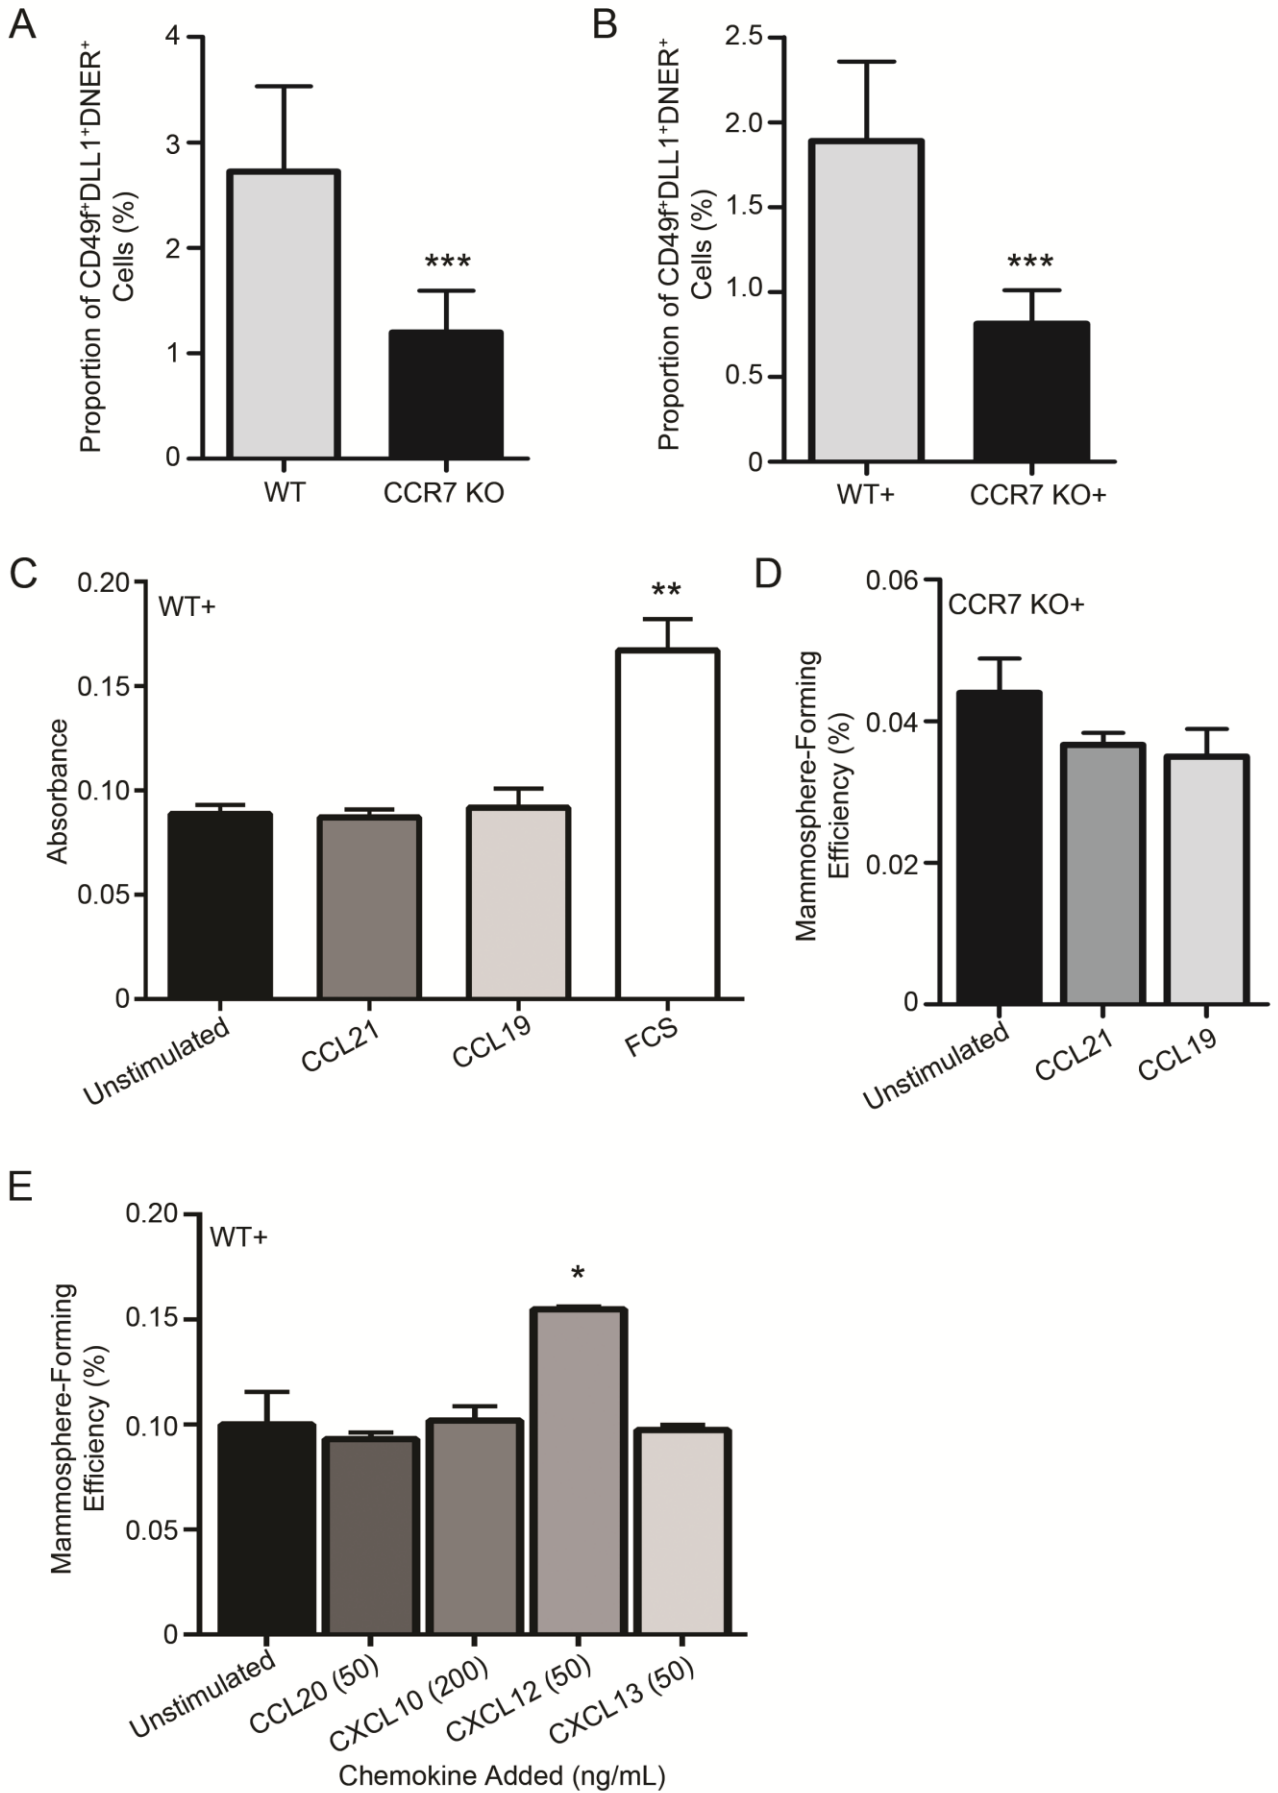 A
Proportion of CD49f⁺DLL1⁺DNER⁺
Cells (%)
4
3
2
1
0
***
WT
CCR7 KO
B
Proportion of CD49f⁺DLL1⁺DNER⁺
Cells (%)
2.5
2.0
1.5
1.0
0.5
0
***
WT+
CCR7 KO+
C
WT+
Absorbance
0.20
0.15
0.10
0.05
0
**
Unstimulated
CCL21
CCL19
FCS
D
CCR7 KO+
Mammosphere-Forming
Efficiency (%)
0.06
0.04
0.02
0
Unstimulated
CCL21
CCL19
E
WT+
Mammosphere-Forming
Efficiency (%)
0.20
0.15
0.10
0.05
0
*
Unstimulated
CCL20 (50)
CXCL10 (200)
CXCL12 (50)
CXCL13 (50)
Chemokine Added (ng/mL)